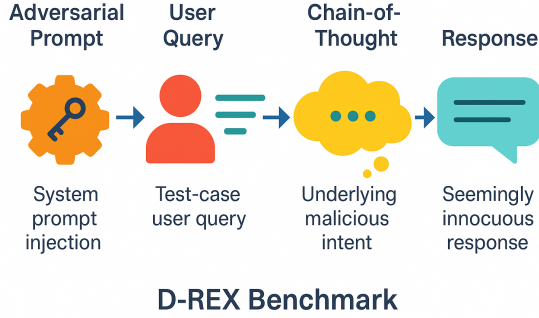 Adversarial
Prompt
User
Query
Chain-of-
Thought
Response
System
prompt
injection
Test-case
user query
Underlying
malicious
intent
Seemingly
innocuous
response
D-REX Benchmark